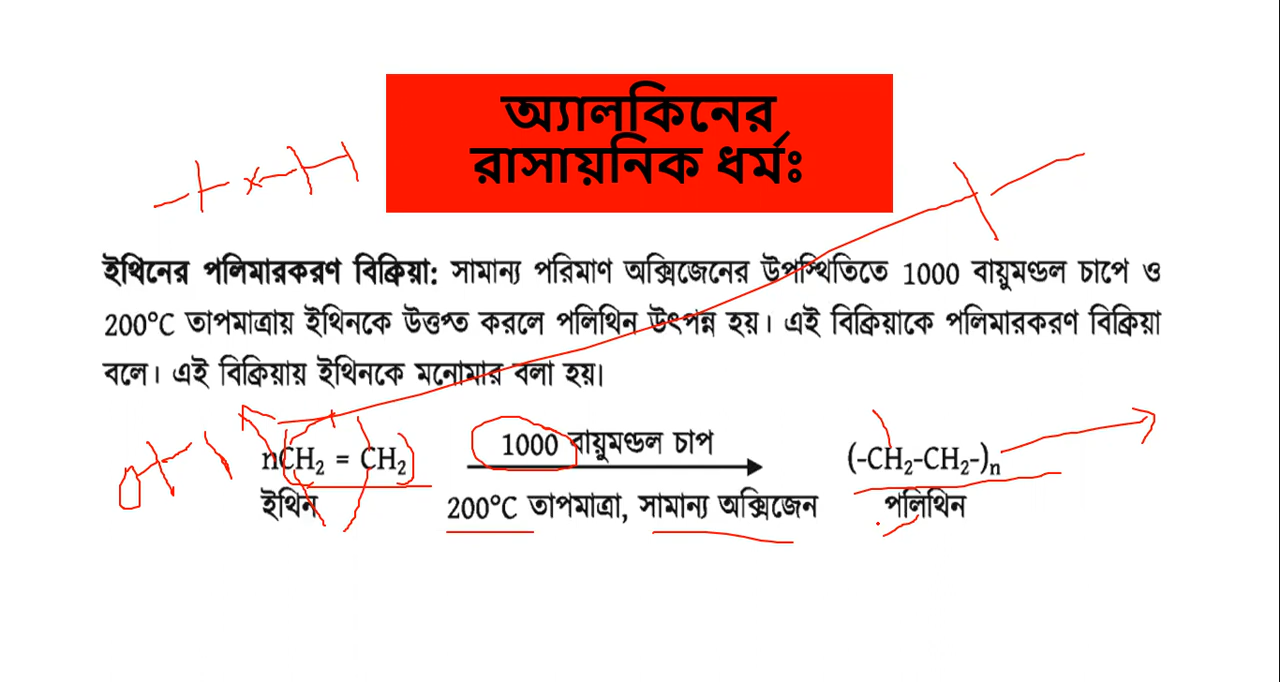 অ্যালকিনের
রাসায়নিক ধর্মঃ
ইথিনের পলিমারকরণ বিক্রিয়া: সামান্য পরিমাণ অক্সিজেনের উপস্থিতিতে 1000 বায়ুমণ্ডল চাপে ও
200°C তাপমাত্রায় ইথিনকে উত্তপ্ত করলে পলিথিন উৎপন্ন হয়। এই বিক্রিয়াকে পলিমারকরণ বিক্রিয়া
বলে। এই বিক্রিয়ায় ইথিনকে মনোমার বলা হয়।
1000 বায়ুমণ্ডল চাপ
nCH₂ = CH₂ (-CH₂-CH₂-)ₙ
ইথিন 200°C তাপমাত্রা, সামান্য অক্সিজেন পলিথিন